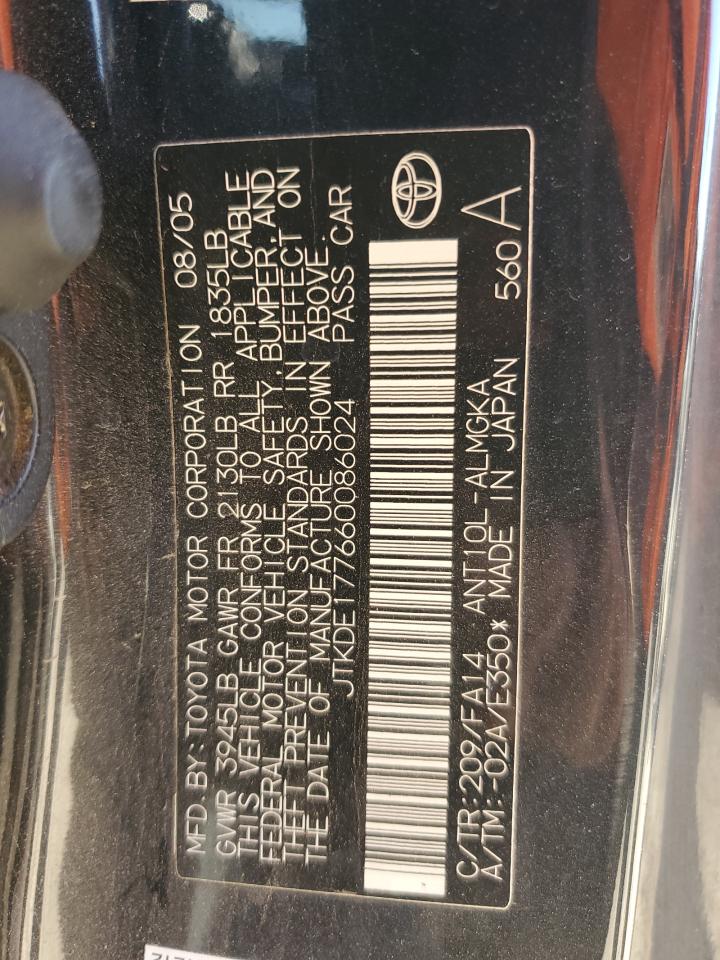 MFD. BY: TOYOTA MOTOR CORPORATION 08/05
GVWR 3945LB GAWR FR 2130LB RR 1835LB
THIS VEHICLE CONFORMS TO ALL APPLICABLE
FEDERAL MOTOR VEHICLE SAFETY, BUMPER, AND
THEFT PREVENTION STANDARDS IN EFFECT ON
THE DATE OF MANUFACTURE SHOWN ABOVE.
JTKDE177660086024 PASS CAR
C/TR:209/FA14 ANT10L-ALMGKA
A/TM:-02A/E350* MADE IN JAPAN 560 A